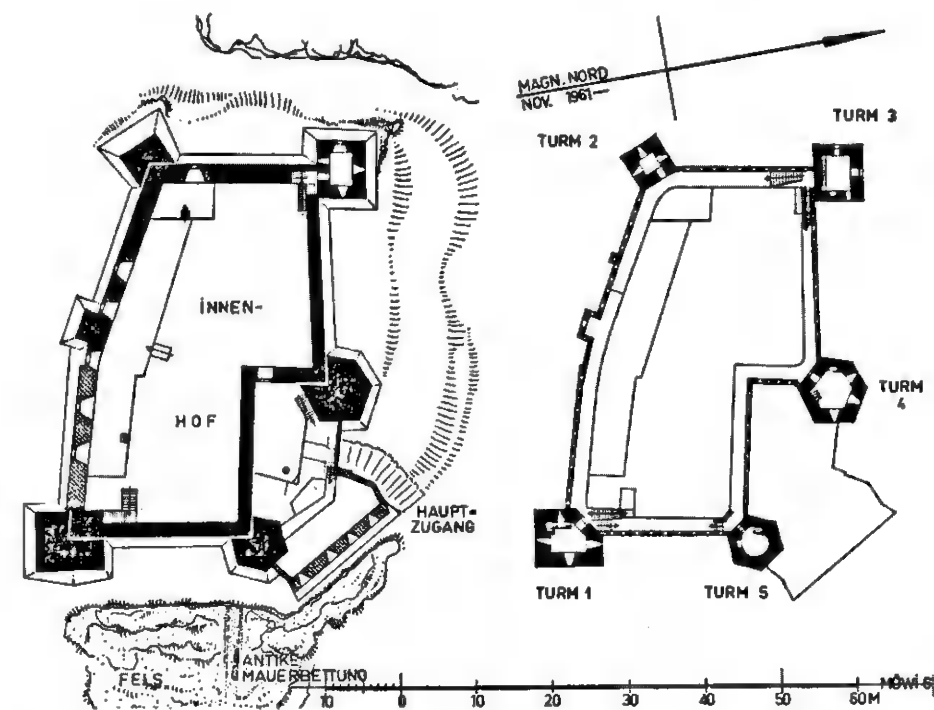 MAGN. NORD
NOV. 1961
TURM 2
TURM 3
İNNEN-
HOF
TURM
4
HAUPT-
ZUGANG
TURM 1
TURM 5
ANTIKE
MAUERBETTUNG
FELS
10 0 10 20 30 40 50 60M